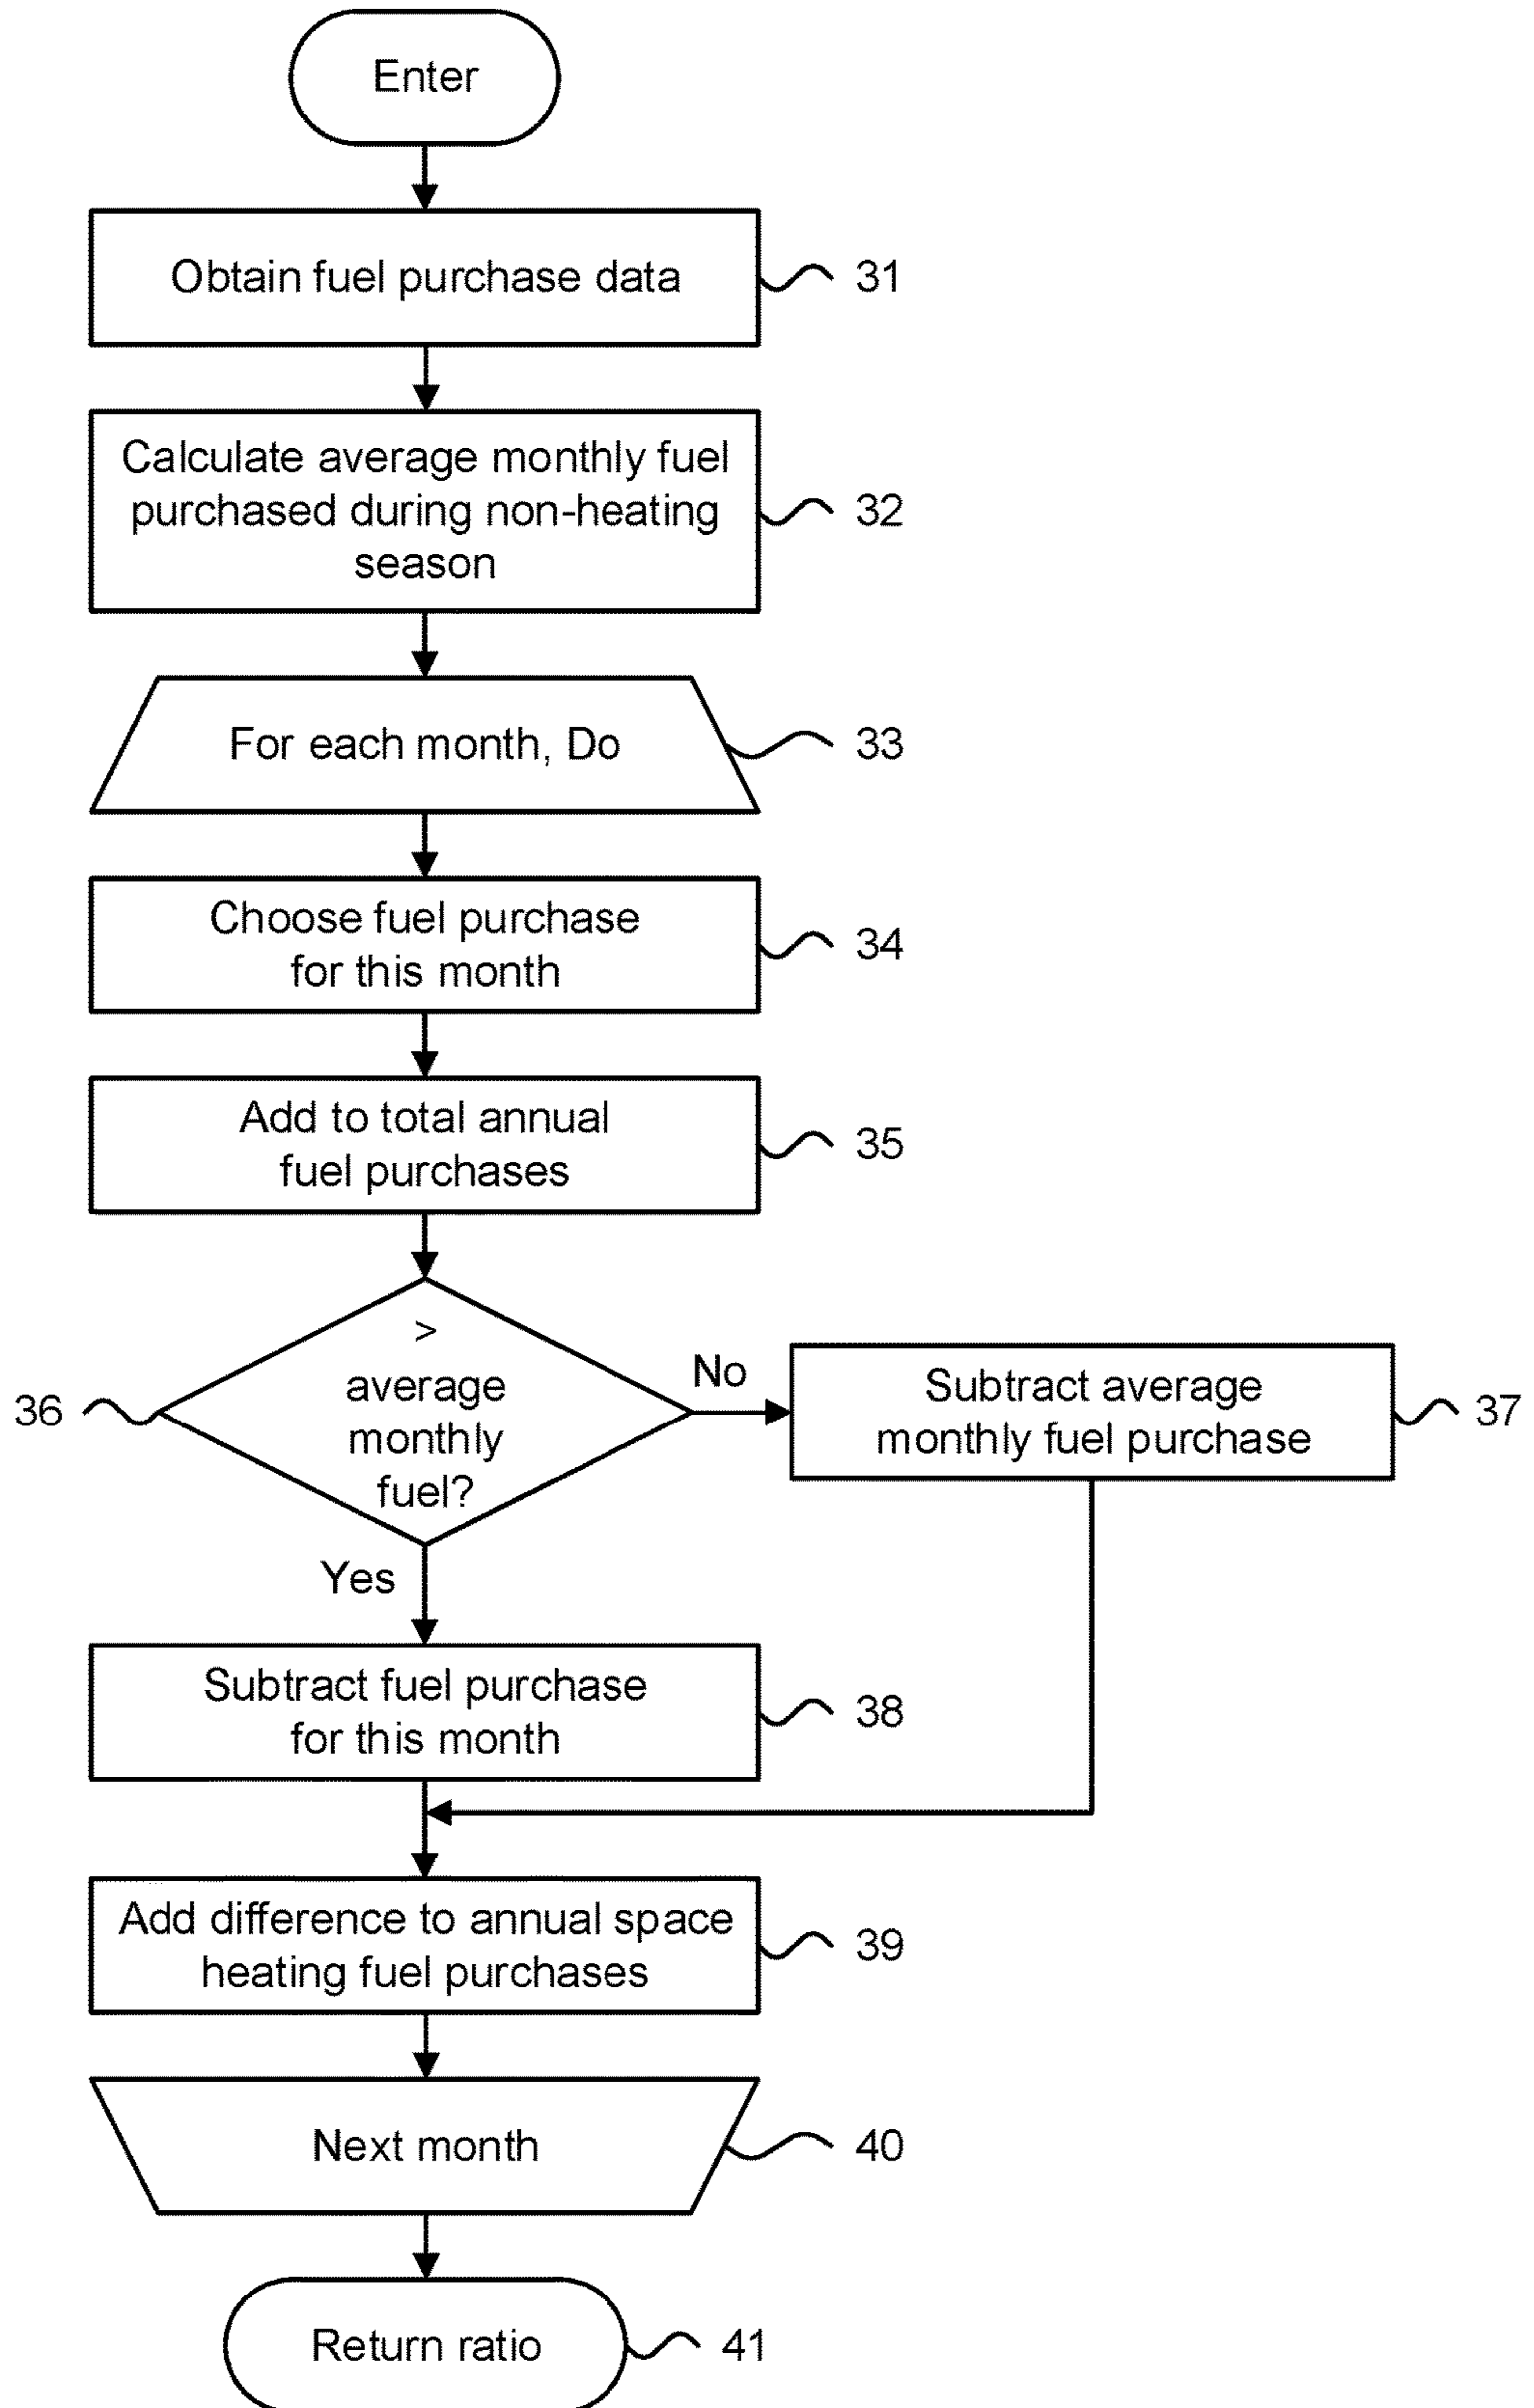 Enter
Obtain fuel purchase data
31
Calculate average monthly fuel
purchased during non-heating
season
32
For each month, Do
33
Choose fuel purchase
for this month
34
Add to total annual
fuel purchases
35
>
average
monthly
fuel?
36
No
Subtract average
monthly fuel purchase
37
Yes
Subtract fuel purchase
for this month
38
Add difference to annual space
heating fuel purchases
39
Next month
40
Return ratio
41